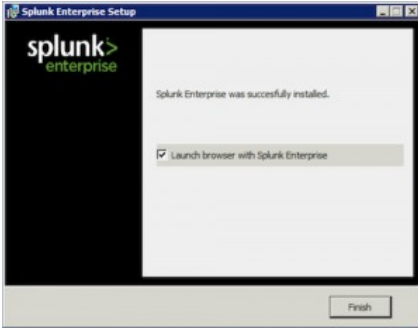 Splunk Enterprise Setup
splunk>
enterprise
Splunk Enterprise was succesfully installed.
Launch browser with Splunk Enterprise
Finish